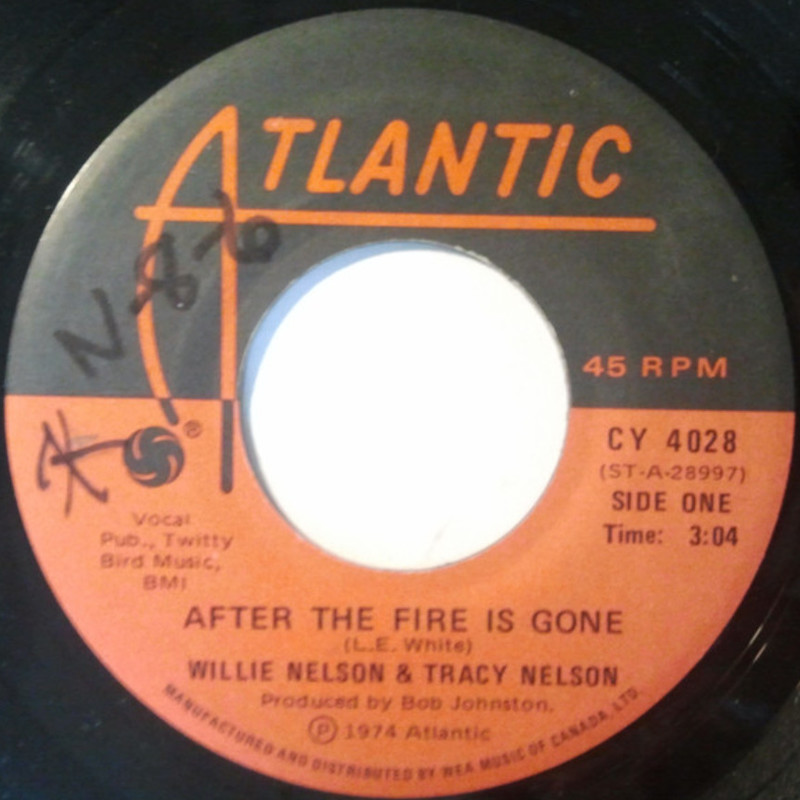 ATLANTIC
N-8-6
45 RPM
®
CY 4028
(ST-A-28997)
SIDE ONE
Time: 3:04
Vocal
Pub., Twitty
Bird Music,
BMI
AFTER THE FIRE IS GONE
(L.E. White)
WILLIE NELSON & TRACY NELSON
Produced by Bob Johnston.
Ⓟ 1974 Atlantic
MANUFACTURED AND DISTRIBUTED BY WEA MUSIC OF CANADA, LTD.